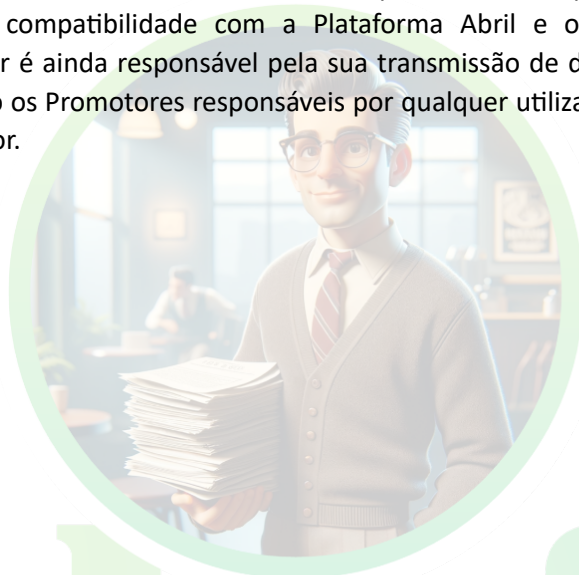 compatibilidade com a Plataforma Abril e o
r é ainda responsável pela sua transmissão de d
o os Promotores responsáveis por qualquer utiliza
or.